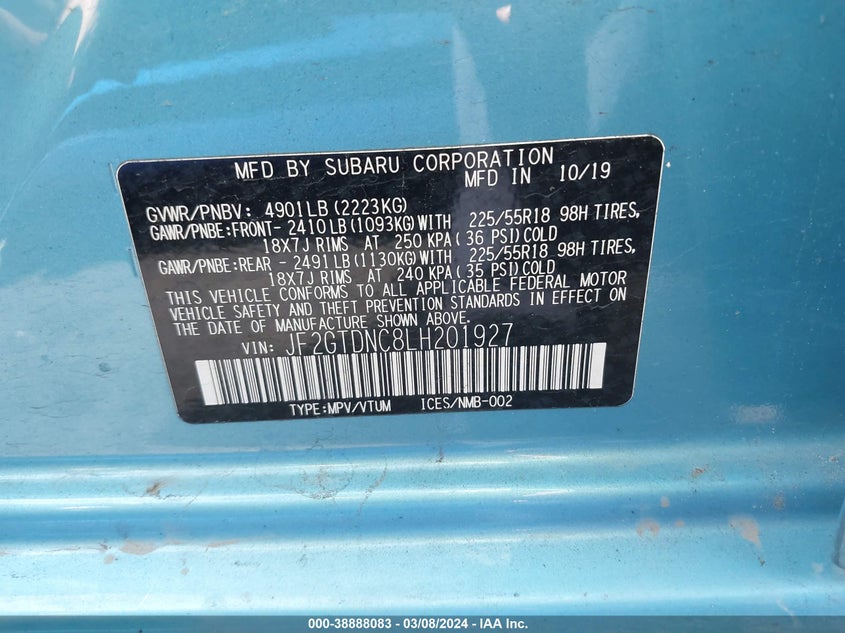 MFD BY SUBARU CORPORATION
MFD IN 10/19
GVWR/PNBV: 4901LB(2223KG)
GAWR/PNBE:FRONT- 2410LB(1093KG)WITH 225/55R18 98H TIRES,
18X7J RIMS AT 250 KPA(36 PSI)COLD
GAWR/PNBE:REAR - 2491LB(1130KG)WITH 225/55R18 98H TIRES,
18X7J RIMS AT 240 KPA(35 PSI)COLD
THIS VEHICLE CONFORMS TO ALL APPLICABLE FEDERAL MOTOR
VEHICLE SAFETY AND THEFT PREVENTION STANDARDS IN EFFECT ON
THE DATE OF MANUFACTURE SHOWN ABOVE.
VIN: JF2GTDNC8LH201927
TYPE:MPV/VTUM ICES/NMB-002
000-38888083 - 03/08/2024 - IAA Inc.